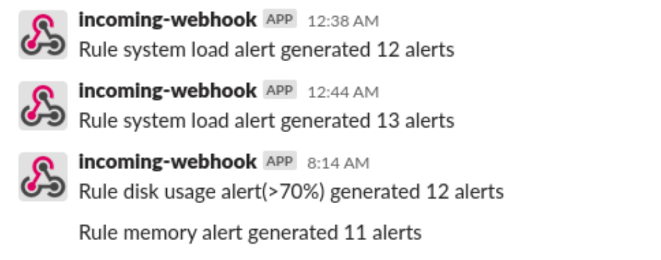 incoming-webhook APP 12:38 AM
Rule system load alert generated 12 alerts
incoming-webhook APP 12:44 AM
Rule system load alert generated 13 alerts
incoming-webhook APP 8:14 AM
Rule disk usage alert(>70%) generated 12 alerts
Rule memory alert generated 11 alerts